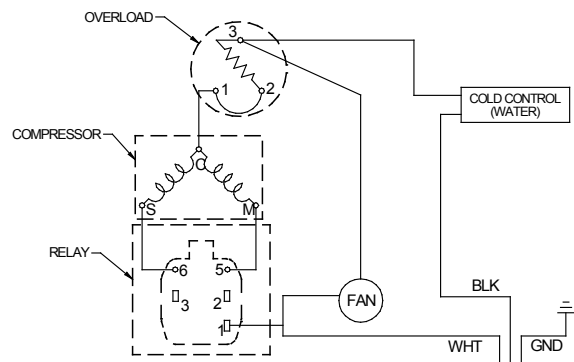 OVERLOAD
3
1
2
COLD CONTROL
(WATER)
COMPRESSOR
C
S
M
RELAY
6
5
3
2
1
FAN
BLK
WHT
GND